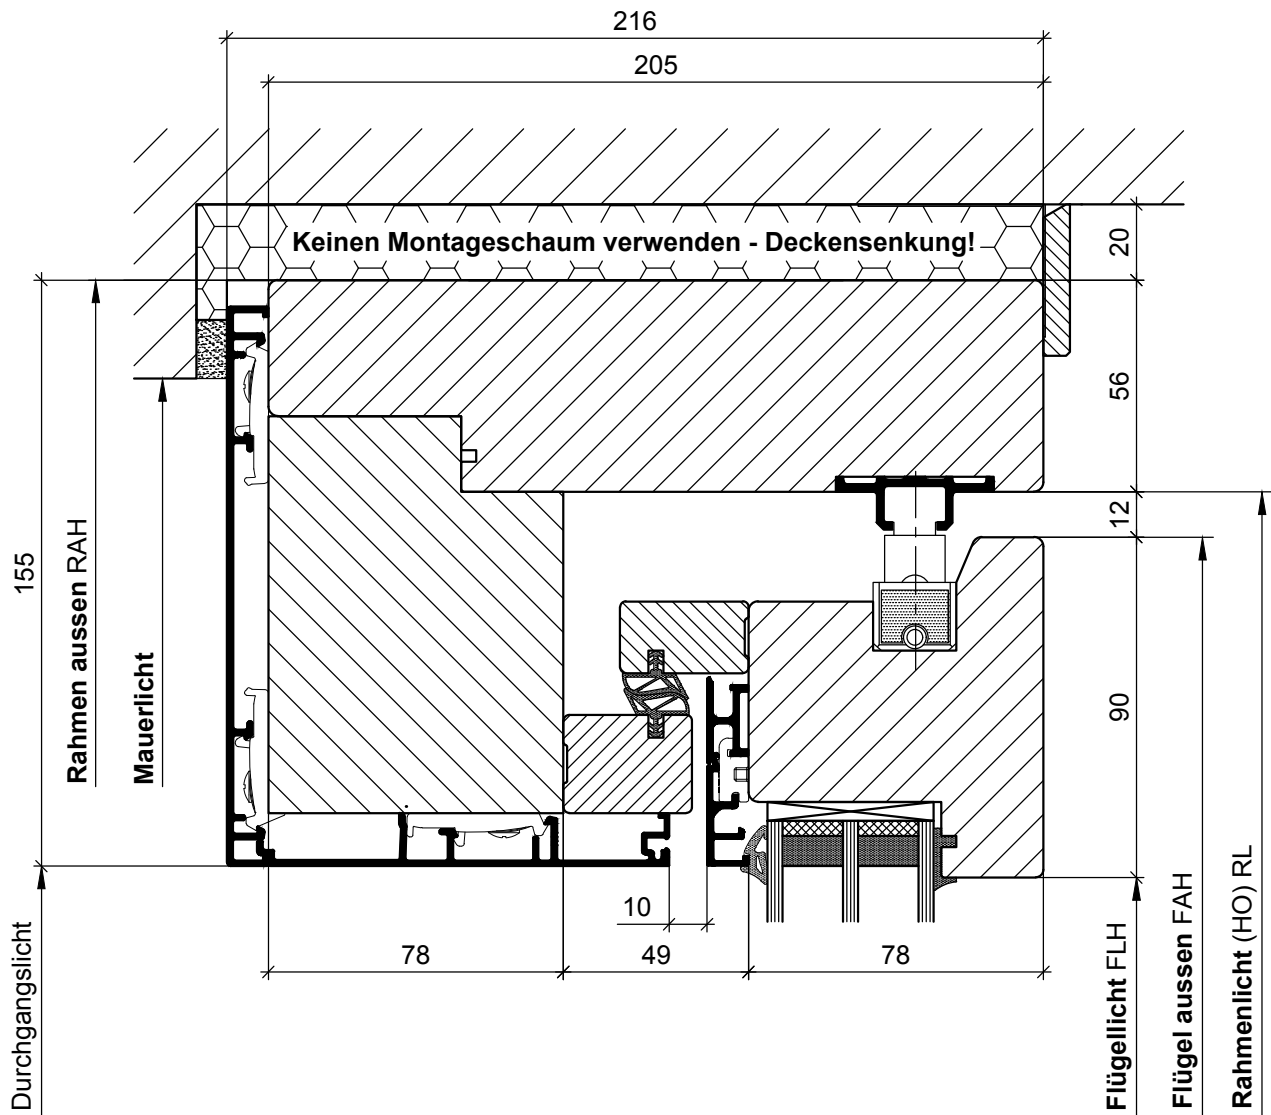 216
205
Keinen Montageschaum verwenden - Deckensenkung!
20
56
12
90
155
Rahmen aussen RAH
Mauerlicht
Durchgangslicht
10
78
49
78
Flügellicht FLH
Flügel aussen FAH
Rahmenlicht (HO) RL